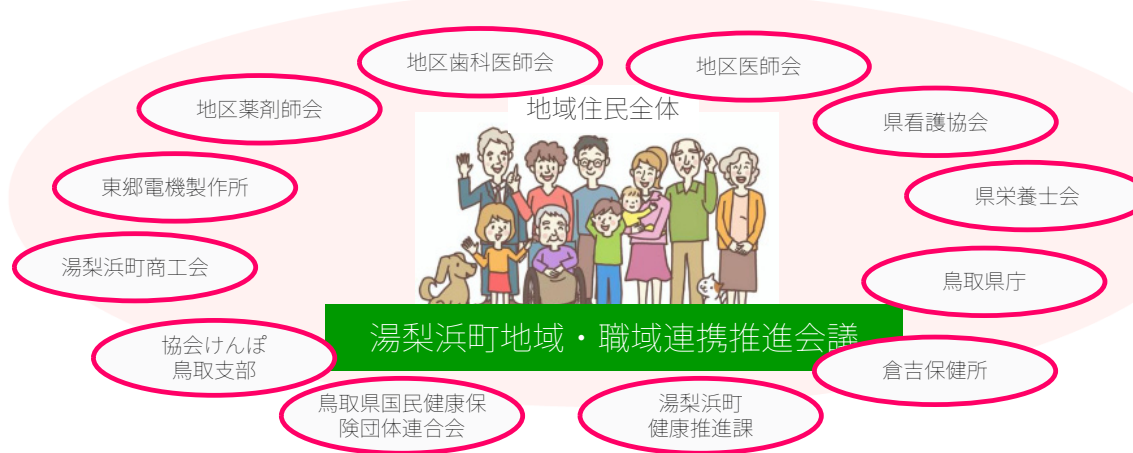 地区歯科医師会
地区医師会
地区薬剤師会
地域住民全体
県看護協会
東郷電機製作所
県栄養士会
湯梨浜町商工会
鳥取県庁
湯梨浜町地域・職域連携推進会議
協会けんぽ
鳥取支部
倉吉保健所
鳥取県国民健康保
険団体連合会
湯梨浜町
健康推進課